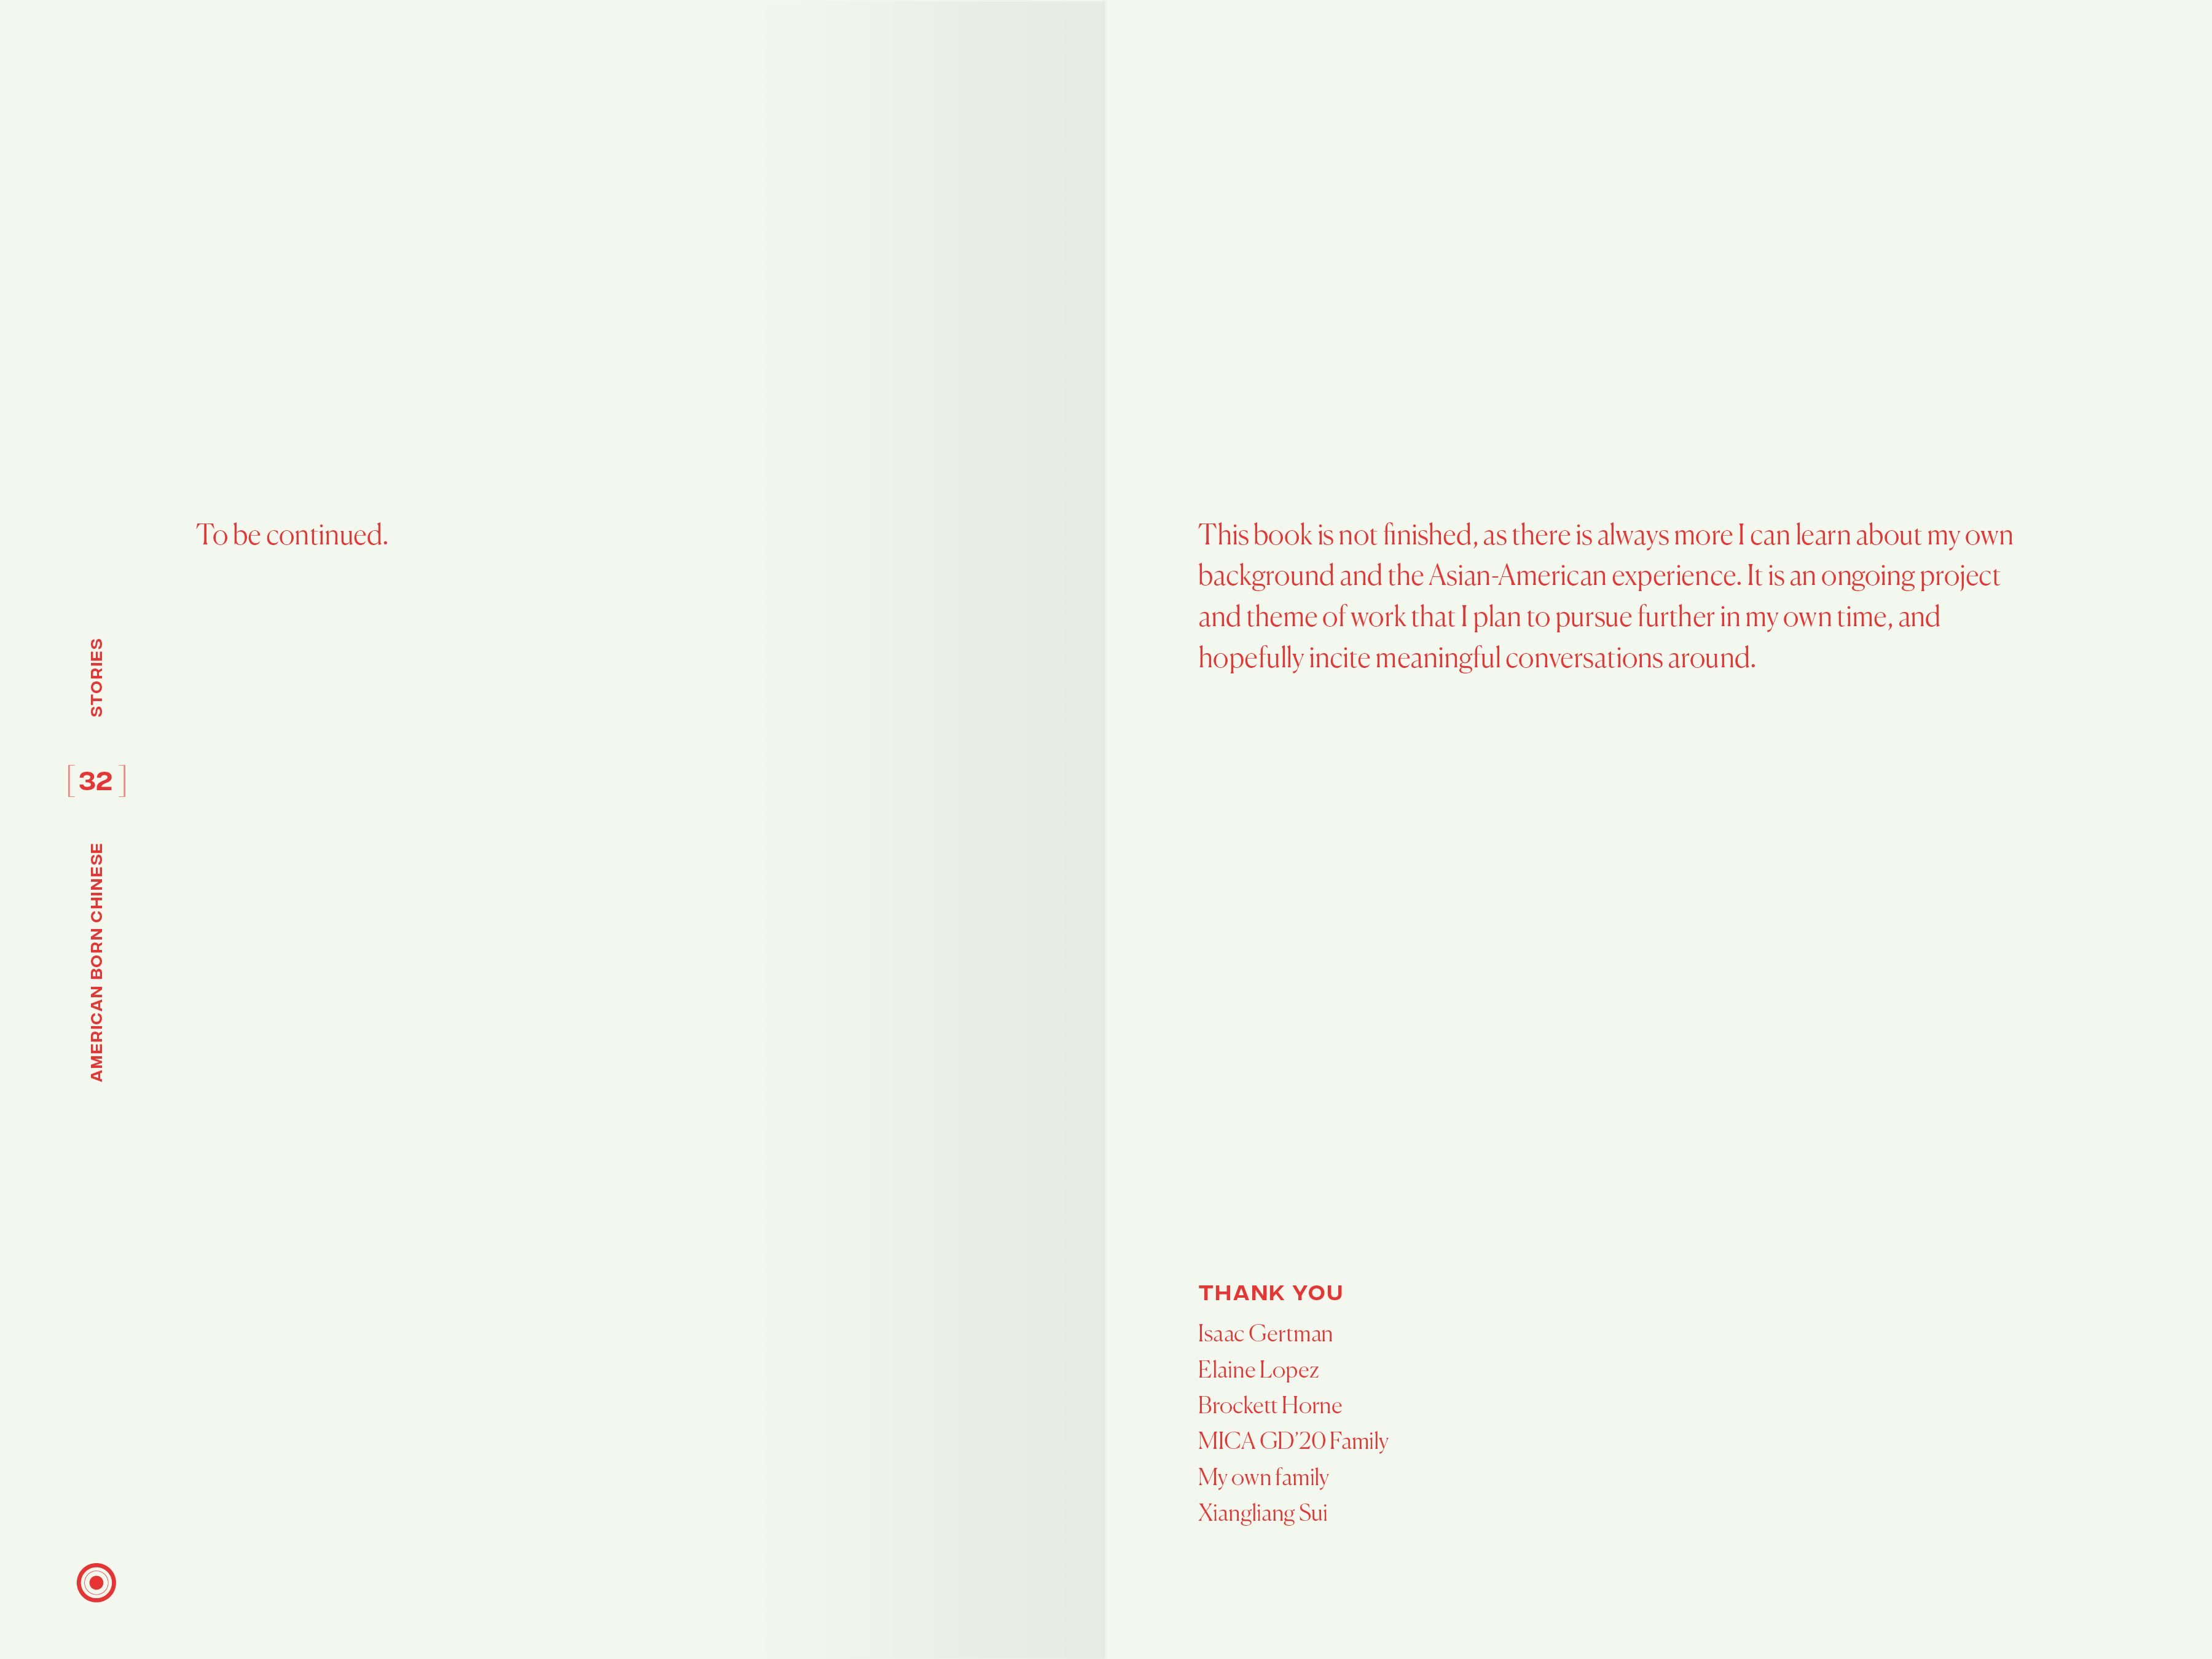 To be continued.
STORIES
[32]
AMERICAN BORN CHINESE
This book is not finished, as there is always more I can learn about my own
background and the Asian-American experience. It is an ongoing project
and theme of work that I plan to pursue further in my own time, and
hopefully incite meaningful conversations around.
THANK YOU
Isaac Gertman
Elaine Lopez
Brockett Horne
MICA GD’20 Family
My own family
Xiangliang Sui